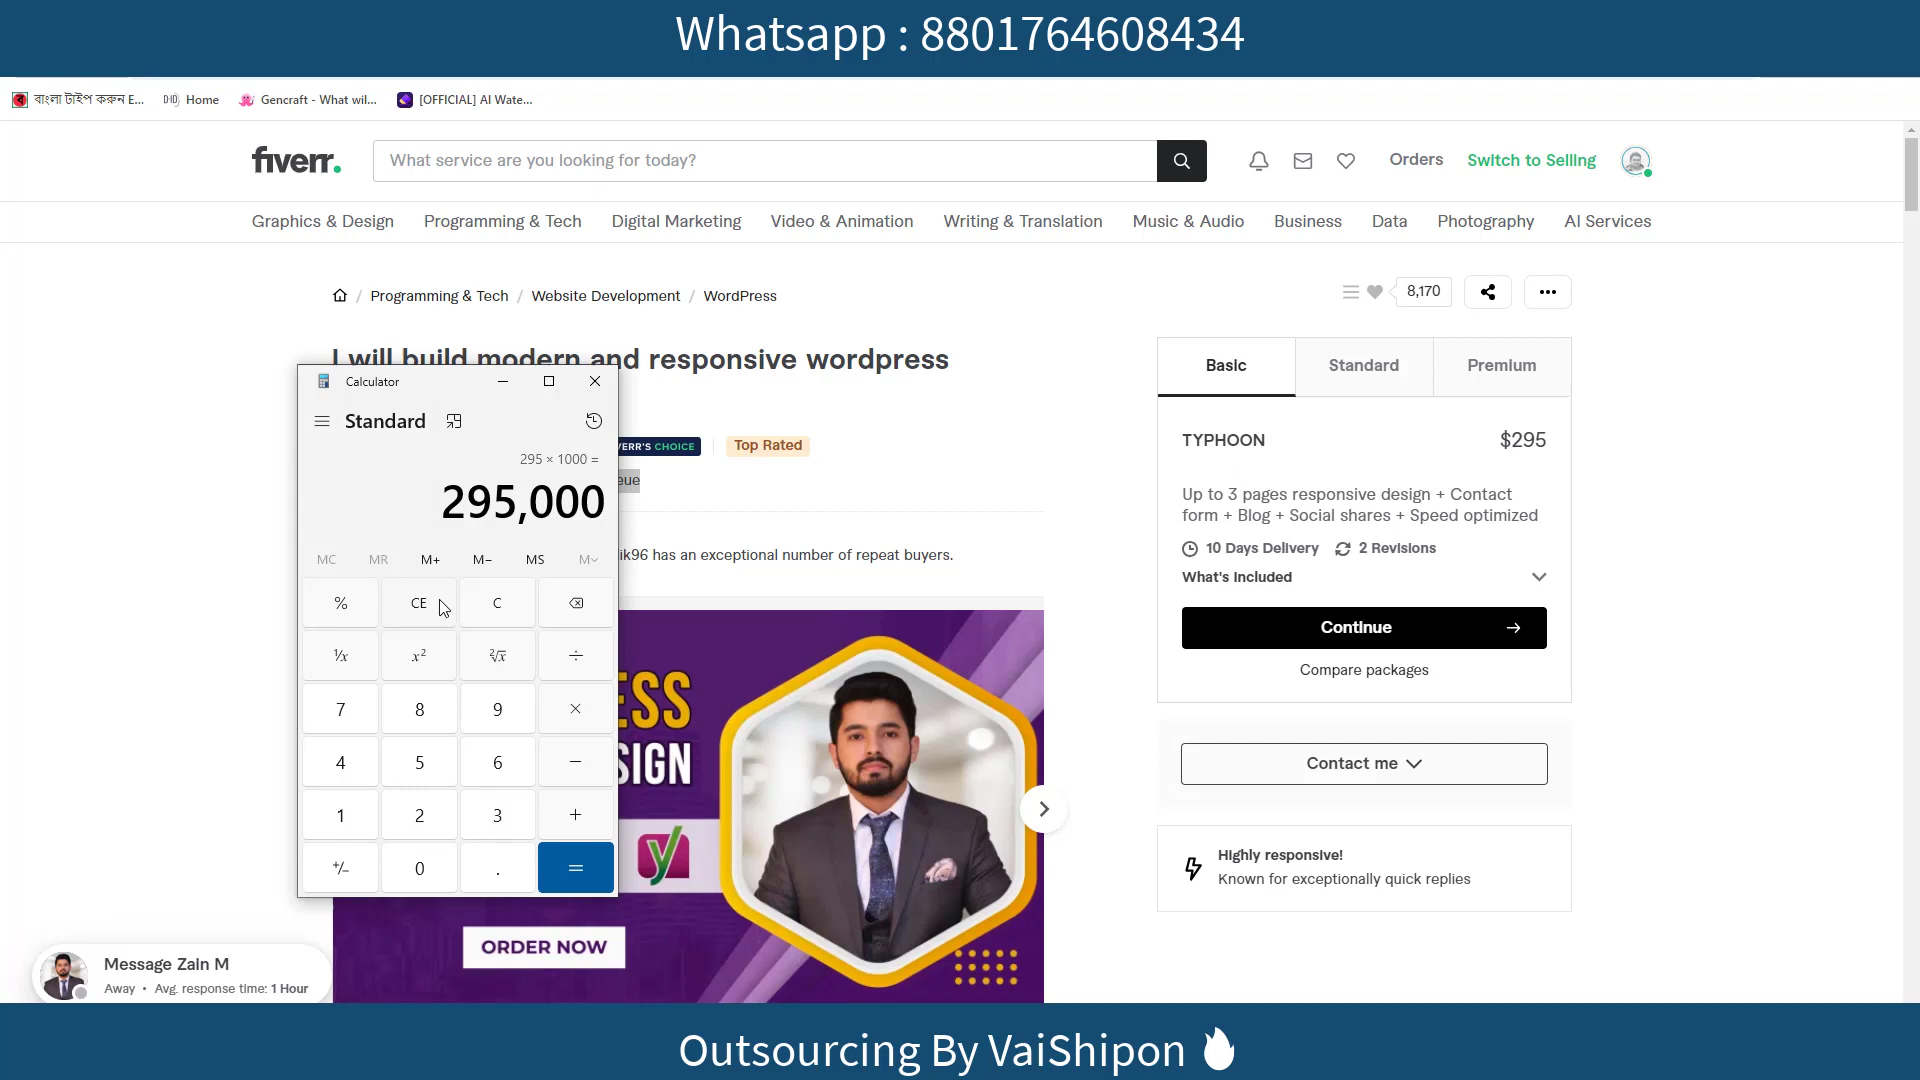 Whatsapp : 8801764608434
বাংলা টাইপ করুন E...
Home
Gencraft - What wil...
[OFFICIAL] AI Wate...
fiverr.
What service are you looking for today?
Orders
Switch to Selling
Graphics & Design
Programming & Tech
Digital Marketing
Video & Animation
Writing & Translation
Music & Audio
Business
Data
Photography
AI Services
Programming & Tech / Website Development / WordPress
8,170
I will build modern and responsive wordpress
CHOICE
Top Rated
ik96 has an exceptional number of repeat buyers.
Calculator
Standard
295 × 1000 =
295,000
MC MR M+ M− MS M
% CE C
¹/x x² ²√x ÷
7 8 9 ×
4 5 6 −
1 2 3 +
+/− 0 . =
ESS
SIGN
ORDER NOW
Basic
Standard
Premium
TYPHOON
$295
Up to 3 pages responsive design + Contact
form + Blog + Social shares + Speed optimized
10 Days Delivery
2 Revisions
What's Included
Continue
Compare packages
Contact me
Highly responsive!
Known for exceptionally quick replies
Message Zain M
Away • Avg. response time: 1 Hour
Outsourcing By VaiShipon